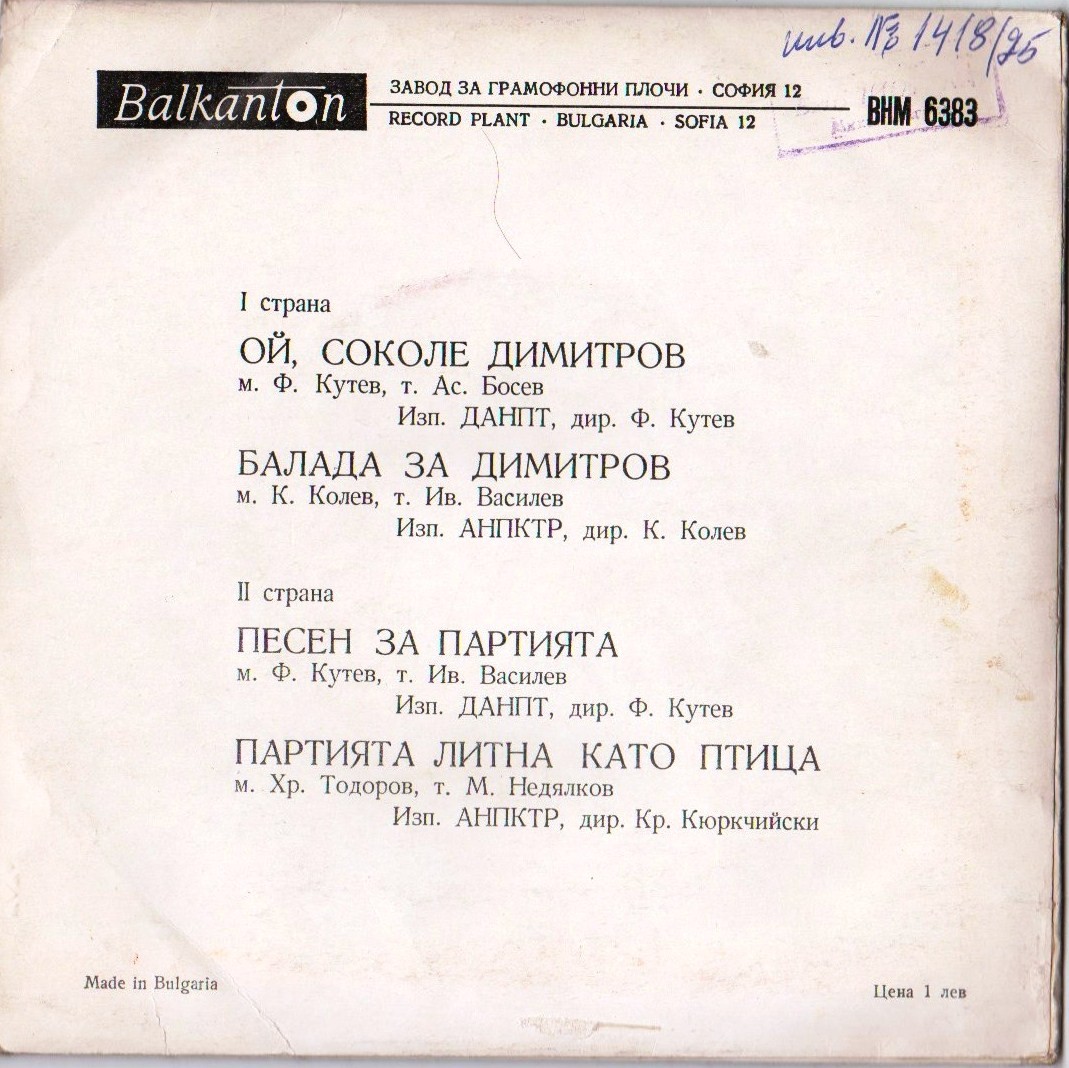 инв. № 1418/95
Balkanton
ЗАВОД ЗА ГРАМОФОННИ ПЛОЧИ · СОФИЯ 12
RECORD PLANT · BULGARIA · SOFIA 12
ВНМ 6383
I страна
ОЙ, СОКОЛЕ ДИМИТРОВ
м. Ф. Кутев, т. Ас. Босев
Изп. ДАНПТ, дир. Ф. Кутев
БАЛАДА ЗА ДИМИТРОВ
м. К. Колев, т. Ив. Василев
Изп. АНПКТР, дир. К. Колев
II страна
ПЕСЕН ЗА ПАРТИЯТА
м. Ф. Кутев, т. Ив. Василев
Изп. ДАНПТ, дир. Ф. Кутев
ПАРТИЯТА ЛИТНА КАТО ПТИЦА
м. Хр. Тодоров, т. М. Недялков
Изп. АНПКТР, дир. Кр. Кюркчийски
Made in Bulgaria
Цена 1 лев